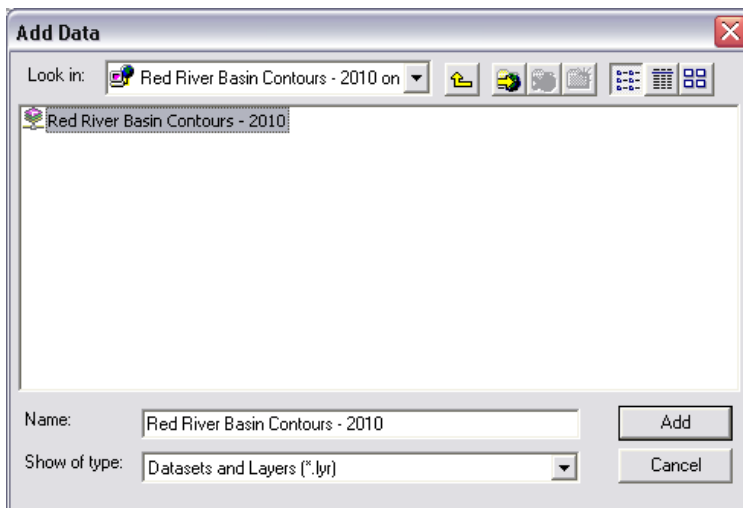 Add Data
Look in: Red River Basin Contours - 2010 on
Red River Basin Contours - 2010
Name: Red River Basin Contours - 2010 Add
Show of type: Datasets and Layers (*.lyr) Cancel